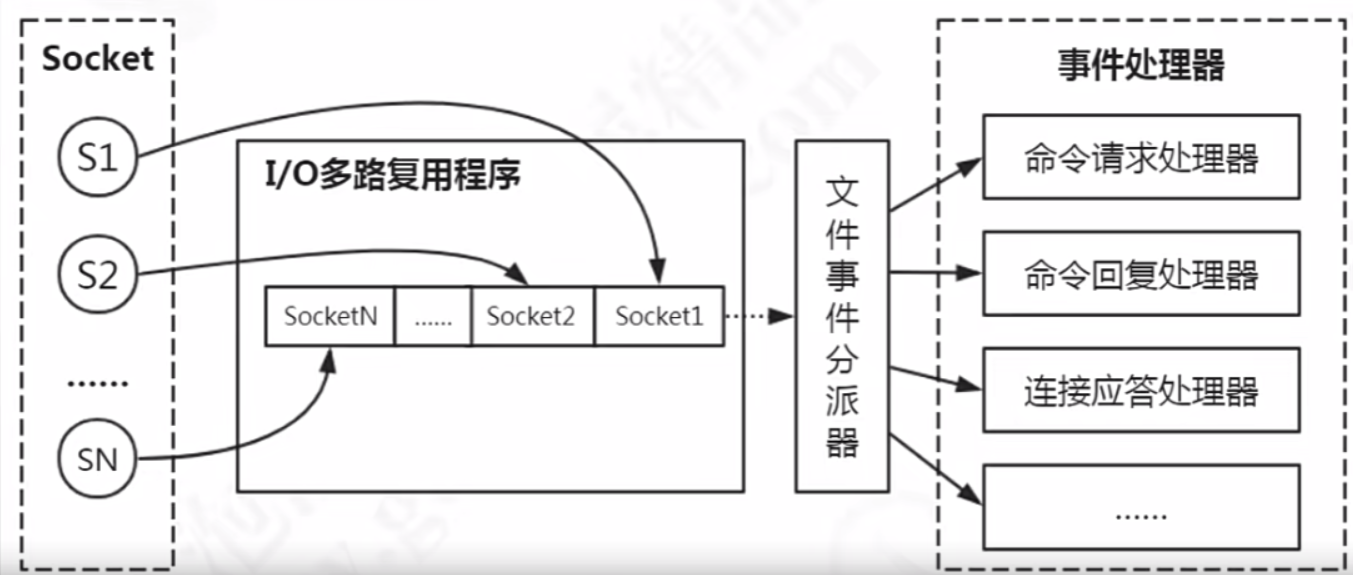 Socket
S1
S2
......
SN
I/O多路复用程序
SocketN
......
Socket2
Socket1
文件事件分派器
事件处理器
命令请求处理器
命令回复处理器
连接应答处理器
......